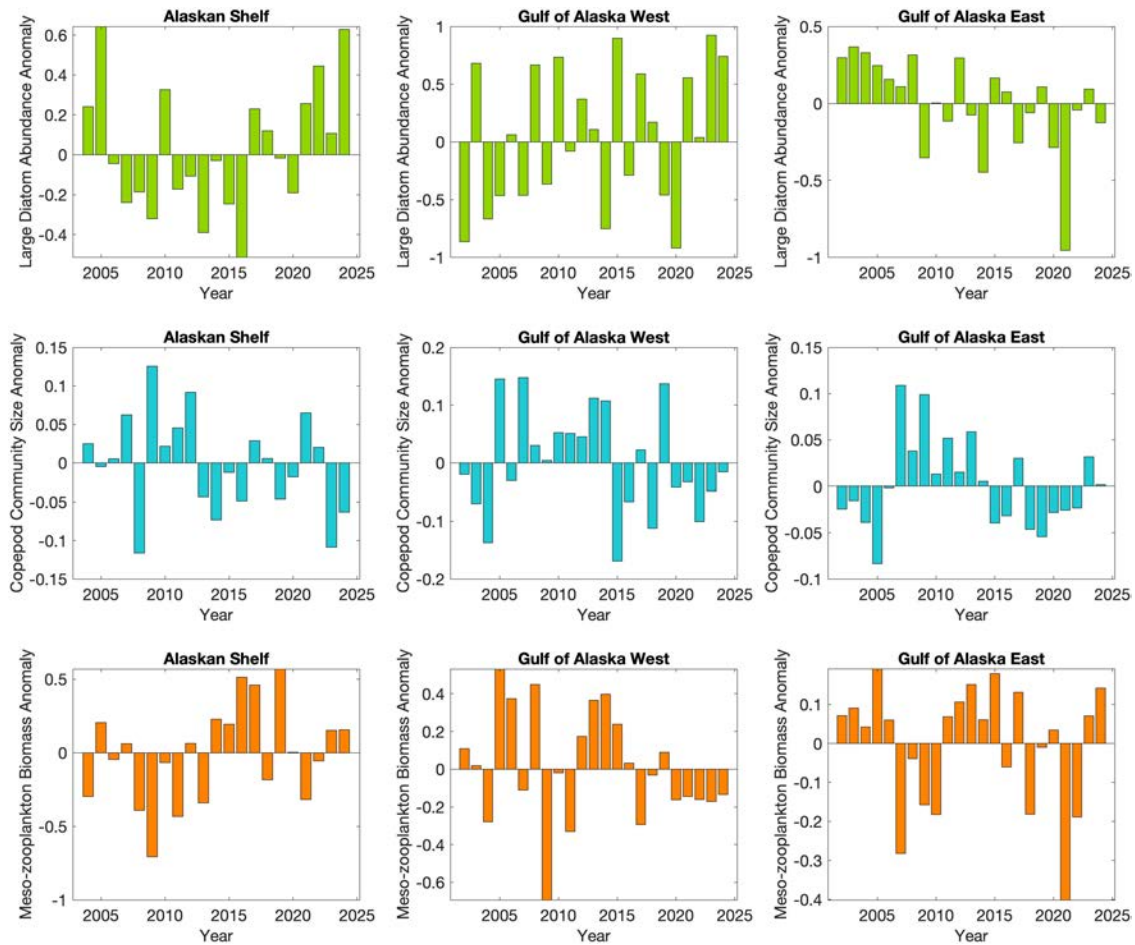 Alaskan Shelf
Large Diatom Abundance Anomaly
0.6
0.4
0.2
0
-0.2
-0.4
2005 2010 2015 2020 2025
Year
Gulf of Alaska West
Large Diatom Abundance Anomaly
1
0.5
0
-0.5
-1
2005 2010 2015 2020 2025
Year
Gulf of Alaska East
Large Diatom Abundance Anomaly
0.5
0
-0.5
-1
2005 2010 2015 2020 2025
Year
Alaskan Shelf
Copepod Community Size Anomaly
0.15
0.1
0.05
0
-0.05
-0.1
-0.15
2005 2010 2015 2020 2025
Year
Gulf of Alaska West
Copepod Community Size Anomaly
0.2
0.1
0
-0.1
-0.2
2005 2010 2015 2020 2025
Year
Gulf of Alaska East
Copepod Community Size Anomaly
0.15
0.1
0.05
0
-0.05
-0.1
2005 2010 2015 2020 2025
Year
Alaskan Shelf
Meso-zooplankton Biomass Anomaly
0.5
0
-0.5
-1
2005 2010 2015 2020 2025
Year
Gulf of Alaska West
Meso-zooplankton Biomass Anomaly
0.4
0.2
0
-0.2
-0.4
-0.6
2005 2010 2015 2020 2025
Year
Gulf of Alaska East
Meso-zooplankton Biomass Anomaly
0.1
0
-0.1
-0.2
-0.3
-0.4
2005 2010 2015 2020 2025
Year